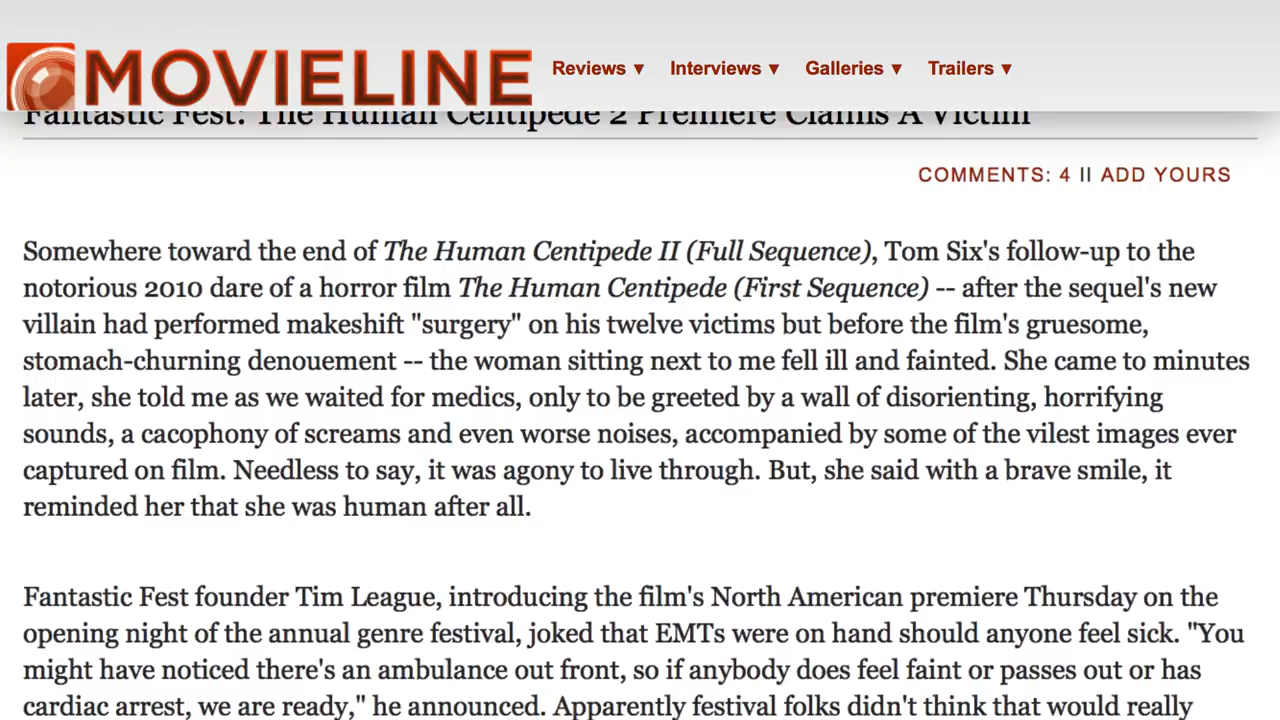 MOVIELINE
Reviews ▼ Interviews ▼ Galleries ▼ Trailers ▼
Fantastic Fest: The Human Centipede 2 Premiere Claims A Victim
COMMENTS: 4 II ADD YOURS
Somewhere toward the end of The Human Centipede II (Full Sequence), Tom Six's follow-up to the
notorious 2010 dare of a horror film The Human Centipede (First Sequence) -- after the sequel's new
villain had performed makeshift "surgery" on his twelve victims but before the film's gruesome,
stomach-churning denouement -- the woman sitting next to me fell ill and fainted. She came to minutes
later, she told me as we waited for medics, only to be greeted by a wall of disorienting, horrifying
sounds, a cacophony of screams and even worse noises, accompanied by some of the vilest images ever
captured on film. Needless to say, it was agony to live through. But, she said with a brave smile, it
reminded her that she was human after all.
Fantastic Fest founder Tim League, introducing the film's North American premiere Thursday on the
opening night of the annual genre festival, joked that EMTs were on hand should anyone feel sick. "You
might have noticed there's an ambulance out front, so if anybody does feel faint or passes out or has
cardiac arrest, we are ready," he announced. Apparently festival folks didn't think that would really